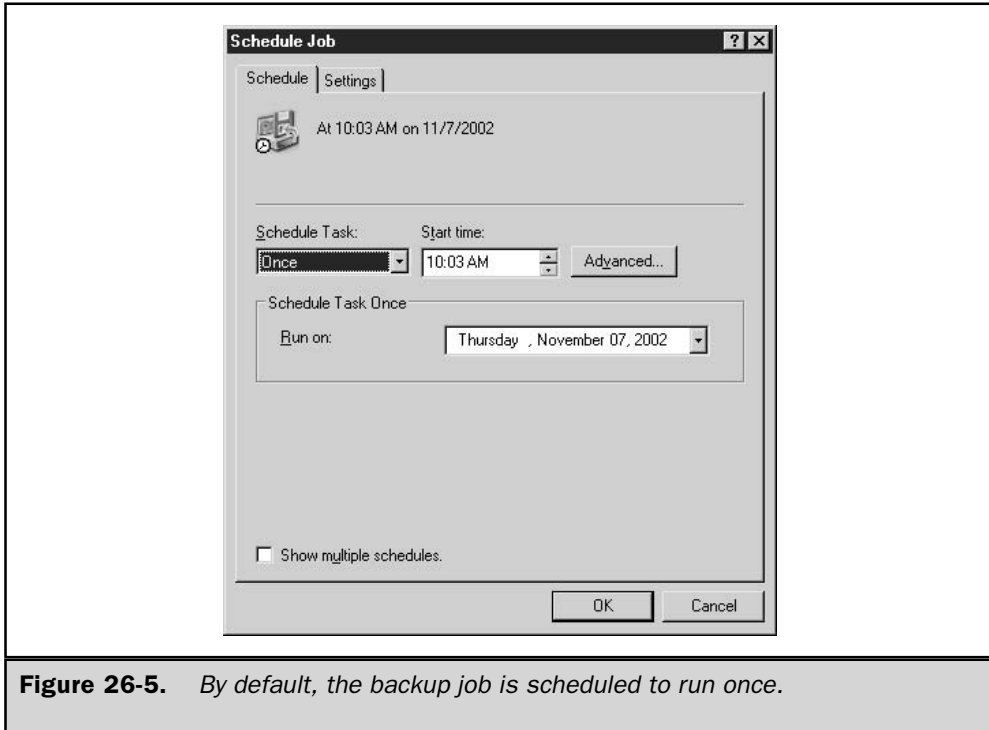 Schedule Job
Schedule Settings
At 10:03 AM on 11/7/2002
Schedule Task: Start time:
Once 10:03 AM Advanced...
Schedule Task Once
Run on: Thursday , November 07, 2002
Show multiple schedules.
OK Cancel
Figure 26-5. By default, the backup job is scheduled to run once.